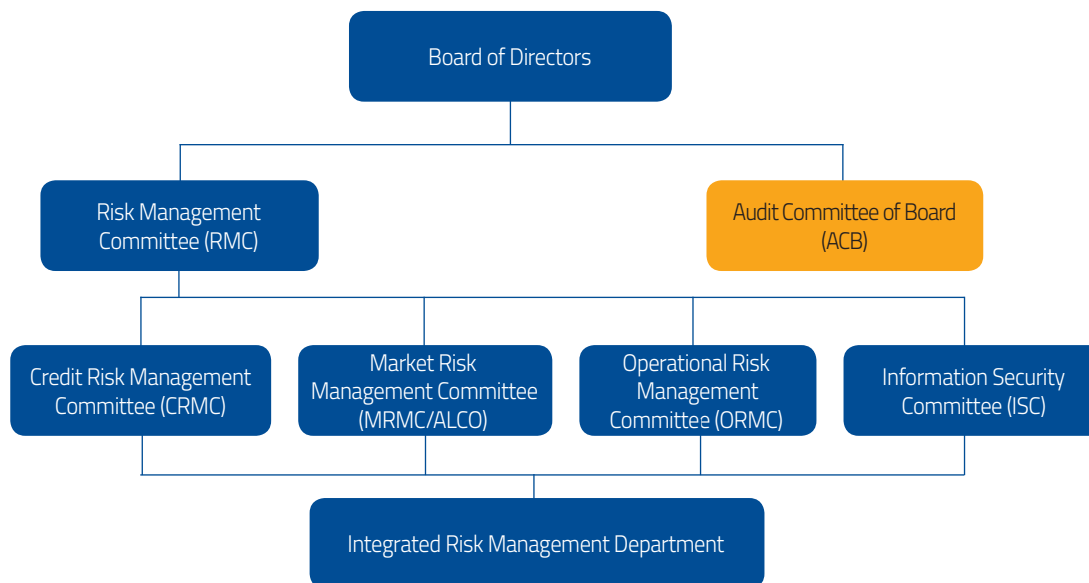 Board of Directors
Risk Management
Committee (RMC)
Audit Committee of Board
(ACB)
Credit Risk Management
Committee (CRMC)
Market Risk
Management Committee
(MRMC/ALCO)
Operational Risk
Management
Committee (ORMC)
Information Security
Committee (ISC)
Integrated Risk Management Department